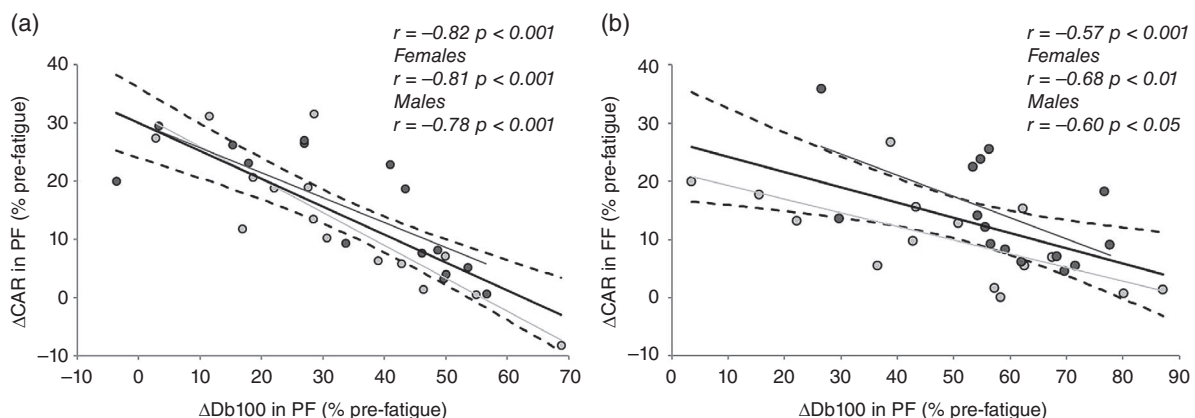 (a)
r = –0.82 p < 0.001
Females
r = –0.81 p < 0.001
Males
r = –0.78 p < 0.001
ΔCAR in PF (% pre-fatigue)
40
30
20
10
0
–10
–10 0 10 20 30 40 50 60 70
ΔDb100 in PF (% pre-fatigue)
(b)
r = –0.57 p < 0.001
Females
r = –0.68 p < 0.01
Males
r = –0.60 p < 0.05
ΔCAR in FF (% pre-fatigue)
40
30
20
10
0
–10
0 10 20 30 40 50 60 70 80 90
ΔDb100 in PF (% pre-fatigue)